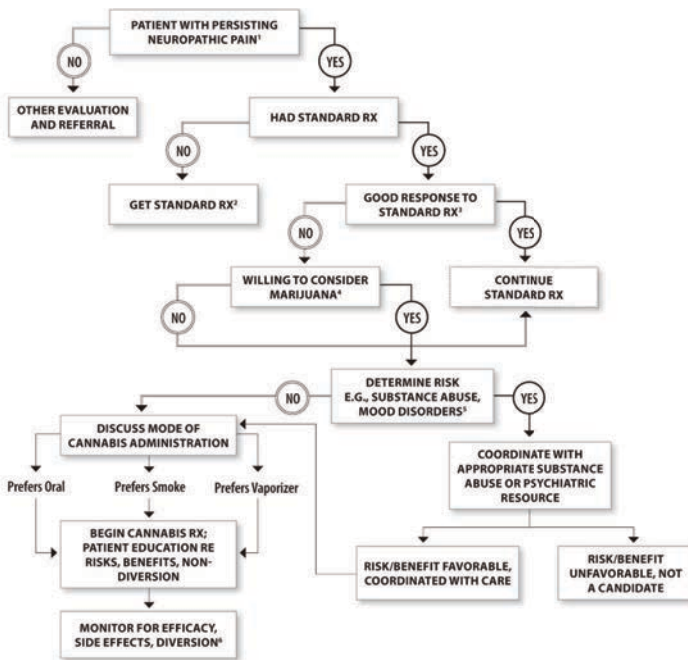 PATIENT WITH PERSISTING
NEUROPATHIC PAIN¹
NO
YES
OTHER EVALUATION
AND REFERRAL
HAD STANDARD RX
NO
YES
GET STANDARD RX²
GOOD RESPONSE TO
STANDARD RX³
NO
YES
WILLING TO CONSIDER
MARIJUANA⁴
CONTINUE
STANDARD RX
NO
YES
DETERMINE RISK
E.G., SUBSTANCE ABUSE,
MOOD DISORDERS⁵
NO
YES
DISCUSS MODE OF
CANNABIS ADMINISTRATION
COORDINATE WITH
APPROPRIATE SUBSTANCE
ABUSE OR PSYCHIATRIC
RESOURCE
Prefers Oral
Prefers Smoke
Prefers Vaporizer
BEGIN CANNABIS RX;
PATIENT EDUCATION RE
RISKS, BENEFITS, NON-
DIVERSION
RISK/BENEFIT FAVORABLE,
COORDINATED WITH CARE
RISK/BENEFIT
UNFAVORABLE, NOT
A CANDIDATE
MONITOR FOR EFFICACY,
SIDE EFFECTS, DIVERSION⁶